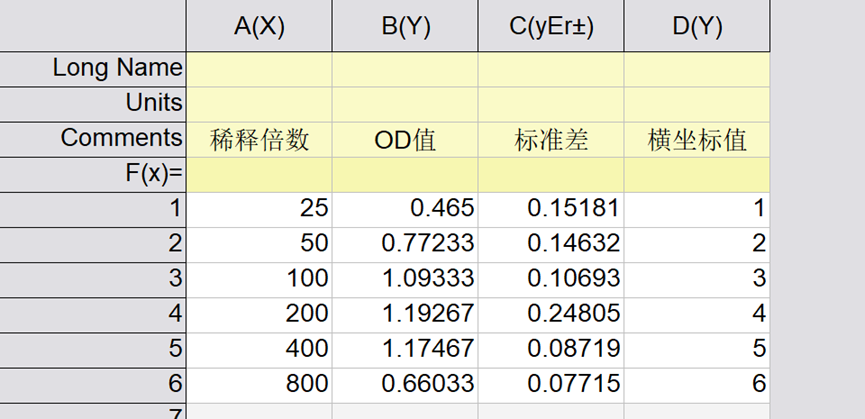 A(X) B(Y) C(yEr±) D(Y)
Long Name
Units
Comments 稀释倍数 OD值 标准差 横坐标值
F(x)=
1 25 0.465 0.15181 1
2 50 0.77233 0.14632 2
3 100 1.09333 0.10693 3
4 200 1.19267 0.24805 4
5 400 1.17467 0.08719 5
6 800 0.66033 0.07715 6
7